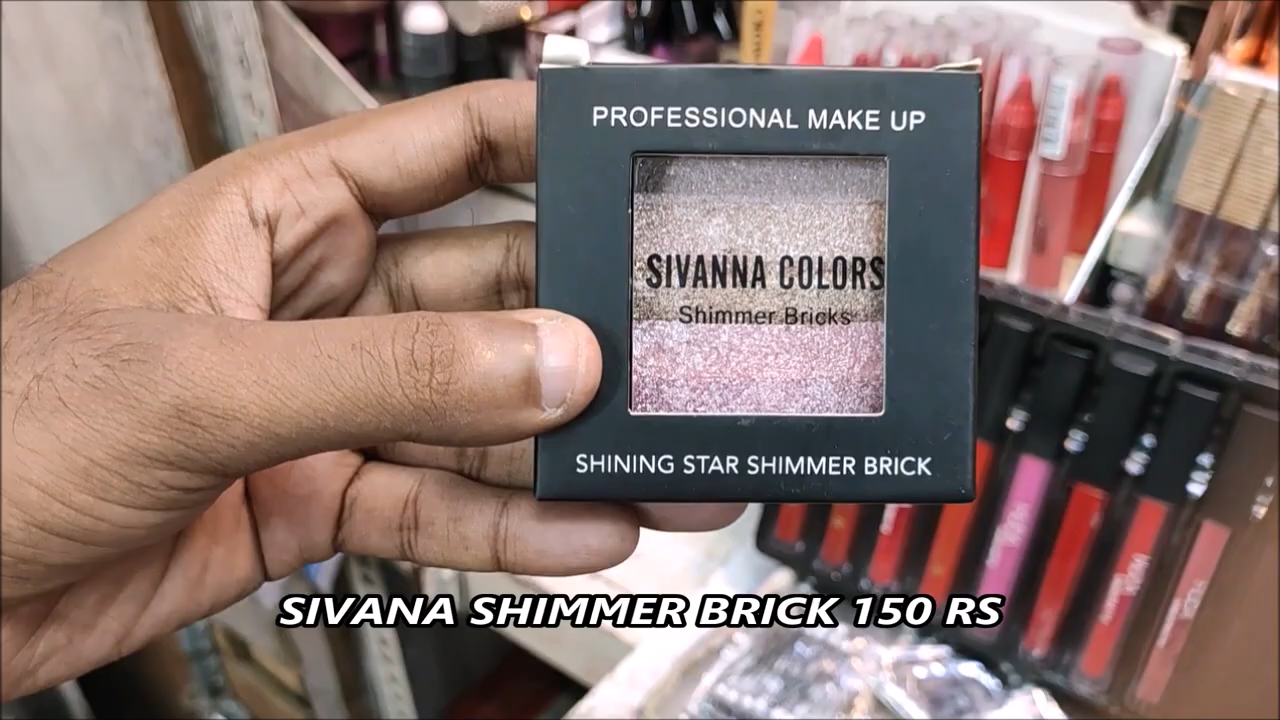 PROFESSIONAL MAKE UP
SIVANNA COLORS
Shimmer Bricks
SHINING STAR SHIMMER BRICK
SIVANA SHIMMER BRICK 150 RS